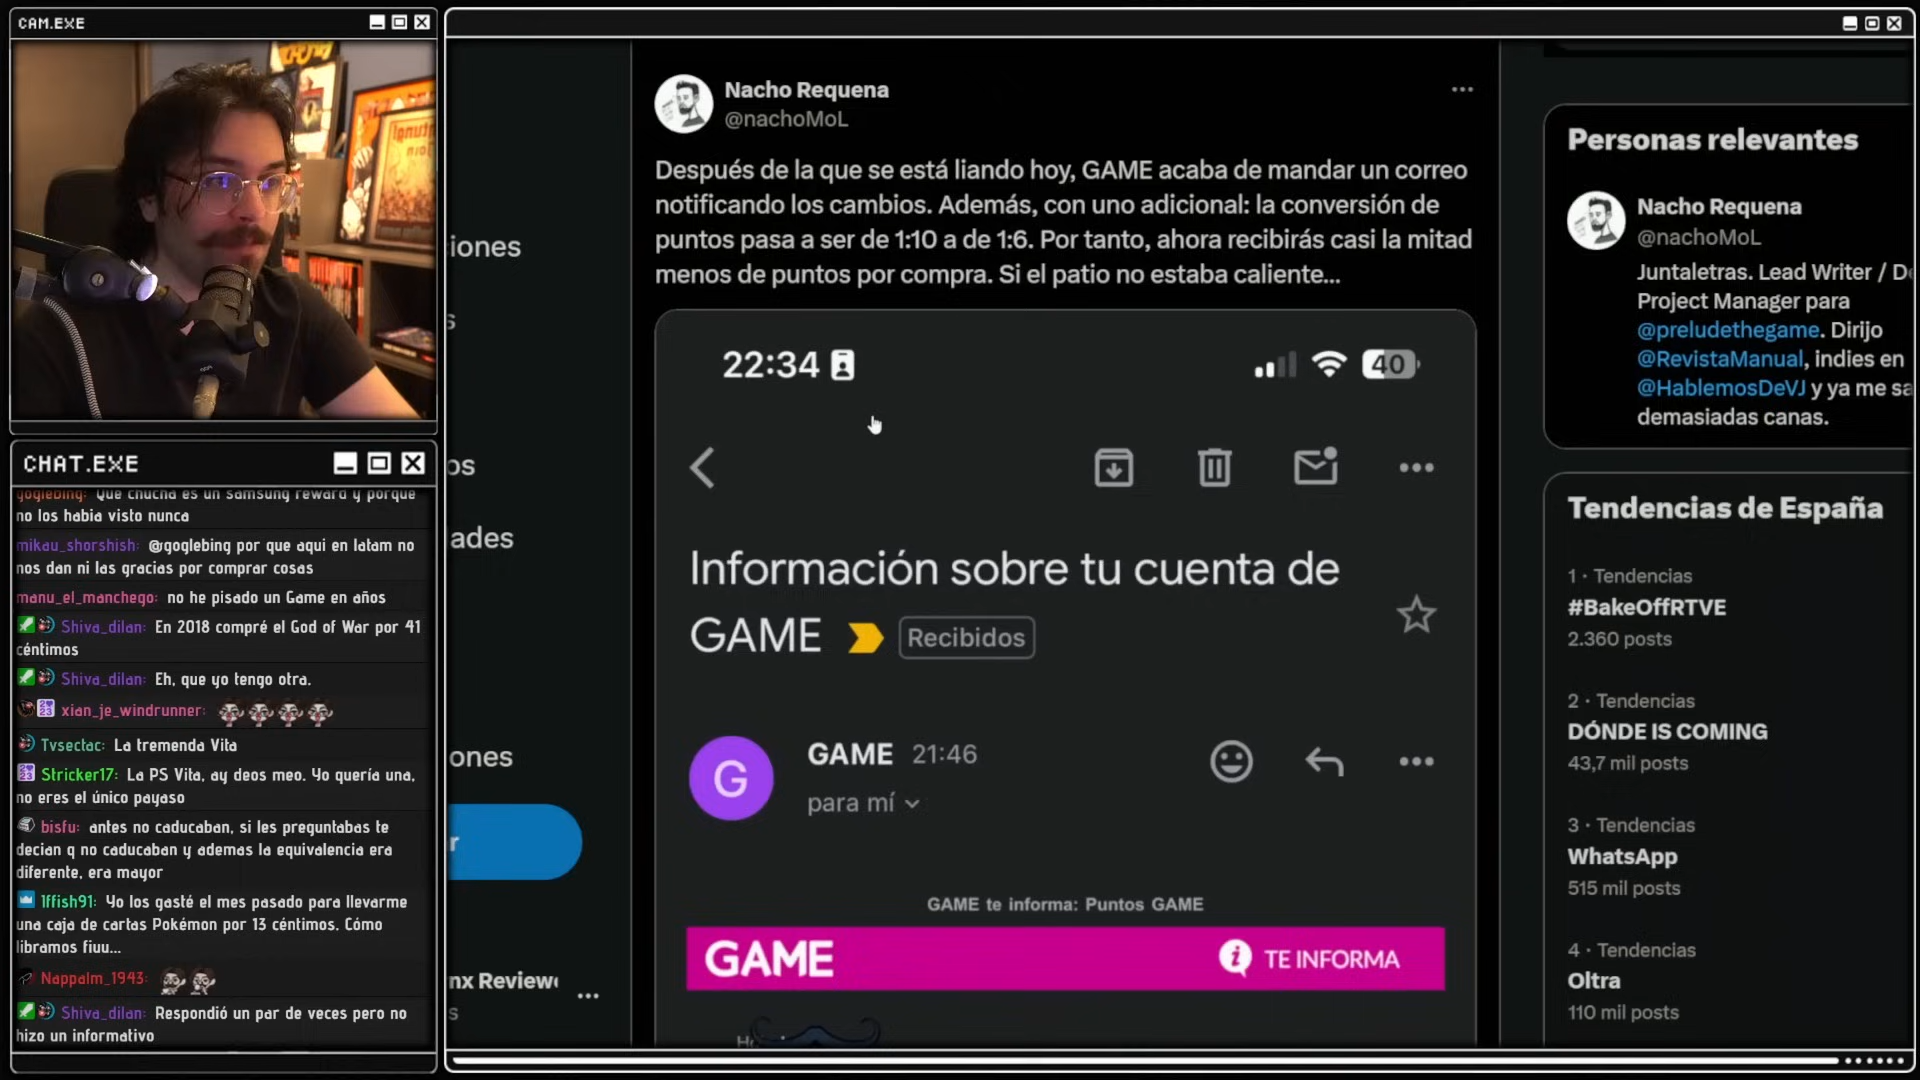 CAM.EXE
CHAT.EXE
goglebing: Que chucha es un samsung reward y porque
no los habia visto nunca
mikau_shorshish: @goglebing por que aqui en latam no
nos dan ni las gracias por comprar cosas
manu_el_manchego: no he pisado un Game en años
Shiva_dilan: En 2018 compré el God of War por 41
céntimos
Shiva_dilan: Eh, que yo tengo otra.
xian_je_windrunner:
Tvsectac: La tremenda Vita
Stricker17: La PS Vita, ay deos meo. Yo quería una,
no eres el único payaso
bisfu: antes no caducaban, si les preguntabas te
decian q no caducaban y ademas la equivalencia era
diferente, era mayor
1ffish91: Yo los gasté el mes pasado para llevarme
una caja de cartas Pokémon por 13 céntimos. Cómo
libramos fiuu...
Nappalm_1943:
Shiva_dilan: Respondió un par de veces pero no
hizo un informativo
iones
s
os
ades
ones
r
nx Review
s
Nacho Requena
@nachoMoL
Después de la que se está liando hoy, GAME acaba de mandar un correo
notificando los cambios. Además, con uno adicional: la conversión de
puntos pasa a ser de 1:10 a de 1:6. Por tanto, ahora recibirás casi la mitad
menos de puntos por compra. Si el patio no estaba caliente...
22:34
40
Información sobre tu cuenta de
GAME Recibidos
G
GAME 21:46
para mí
GAME te informa: Puntos GAME
GAME
i TE INFORMA
Personas relevantes
Nacho Requena
@nachoMoL
Juntaletras. Lead Writer / D
Project Manager para
@preludethegame. Dirijo
@RevistaManual, indies en
@HablemosDeVJ y ya me sa
demasiadas canas.
Tendencias de España
1 · Tendencias
#BakeOffRTVE
2.360 posts
2 · Tendencias
DÓNDE IS COMING
43,7 mil posts
3 · Tendencias
WhatsApp
515 mil posts
4 · Tendencias
Oltra
110 mil posts